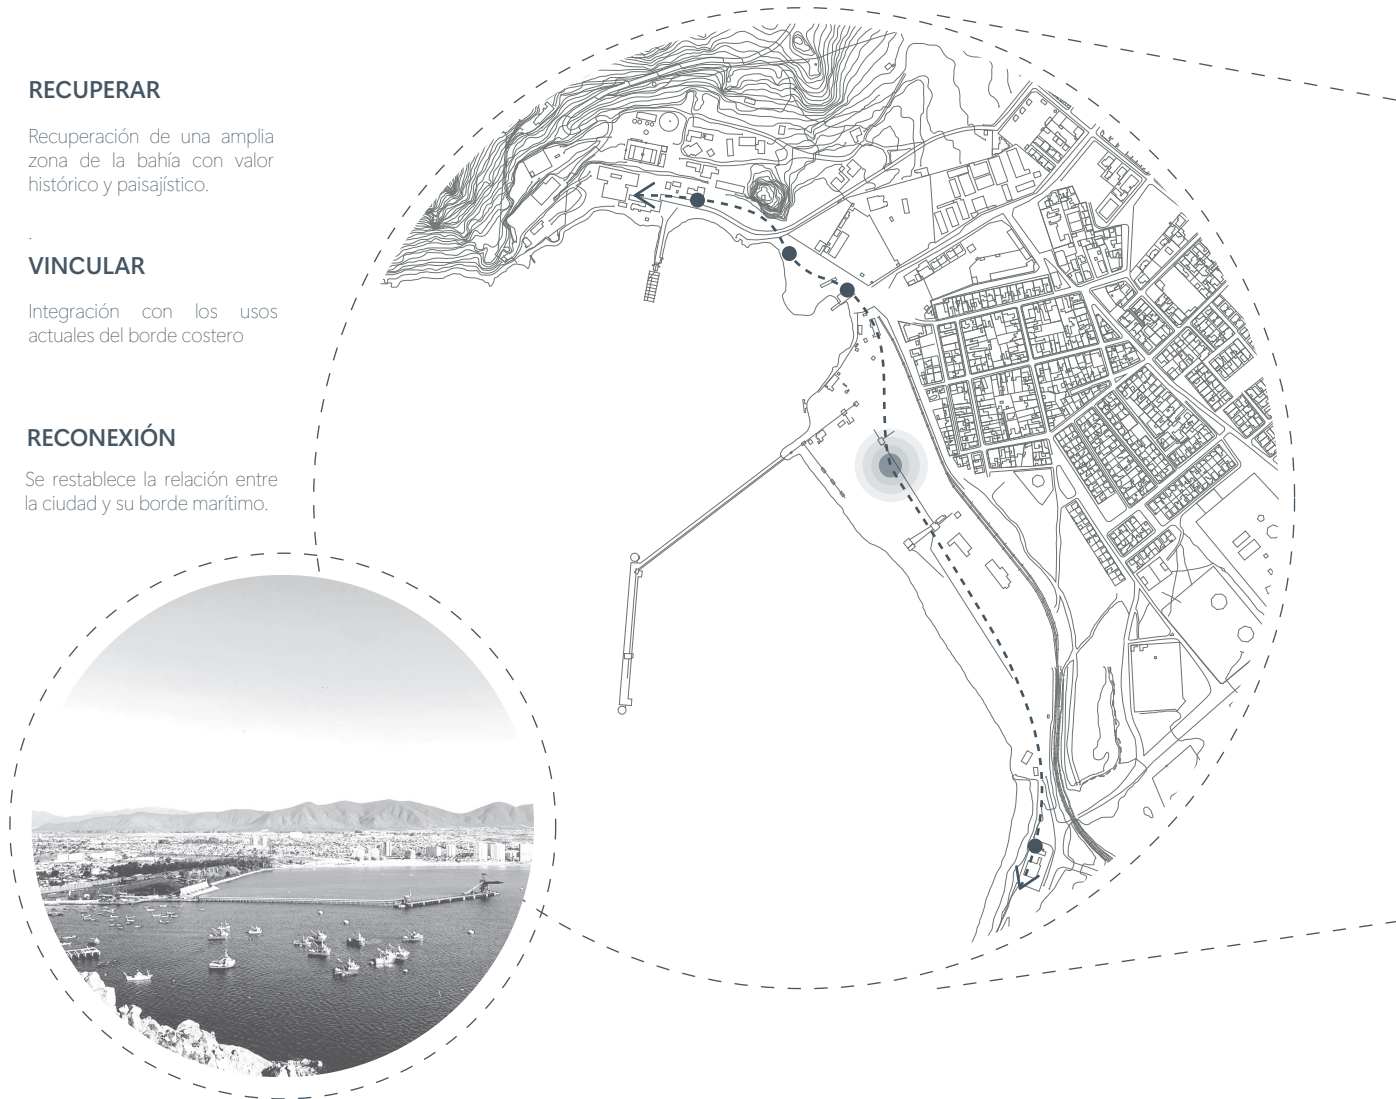 RECUPERAR
Recuperación de una amplia
zona de la bahía con valor
histórico y paisajístico.
.
VINCULAR
Integración con los usos
actuales del borde costero
RECONEXIÓN
Se restablece la relación entre
la ciudad y su borde marítimo.